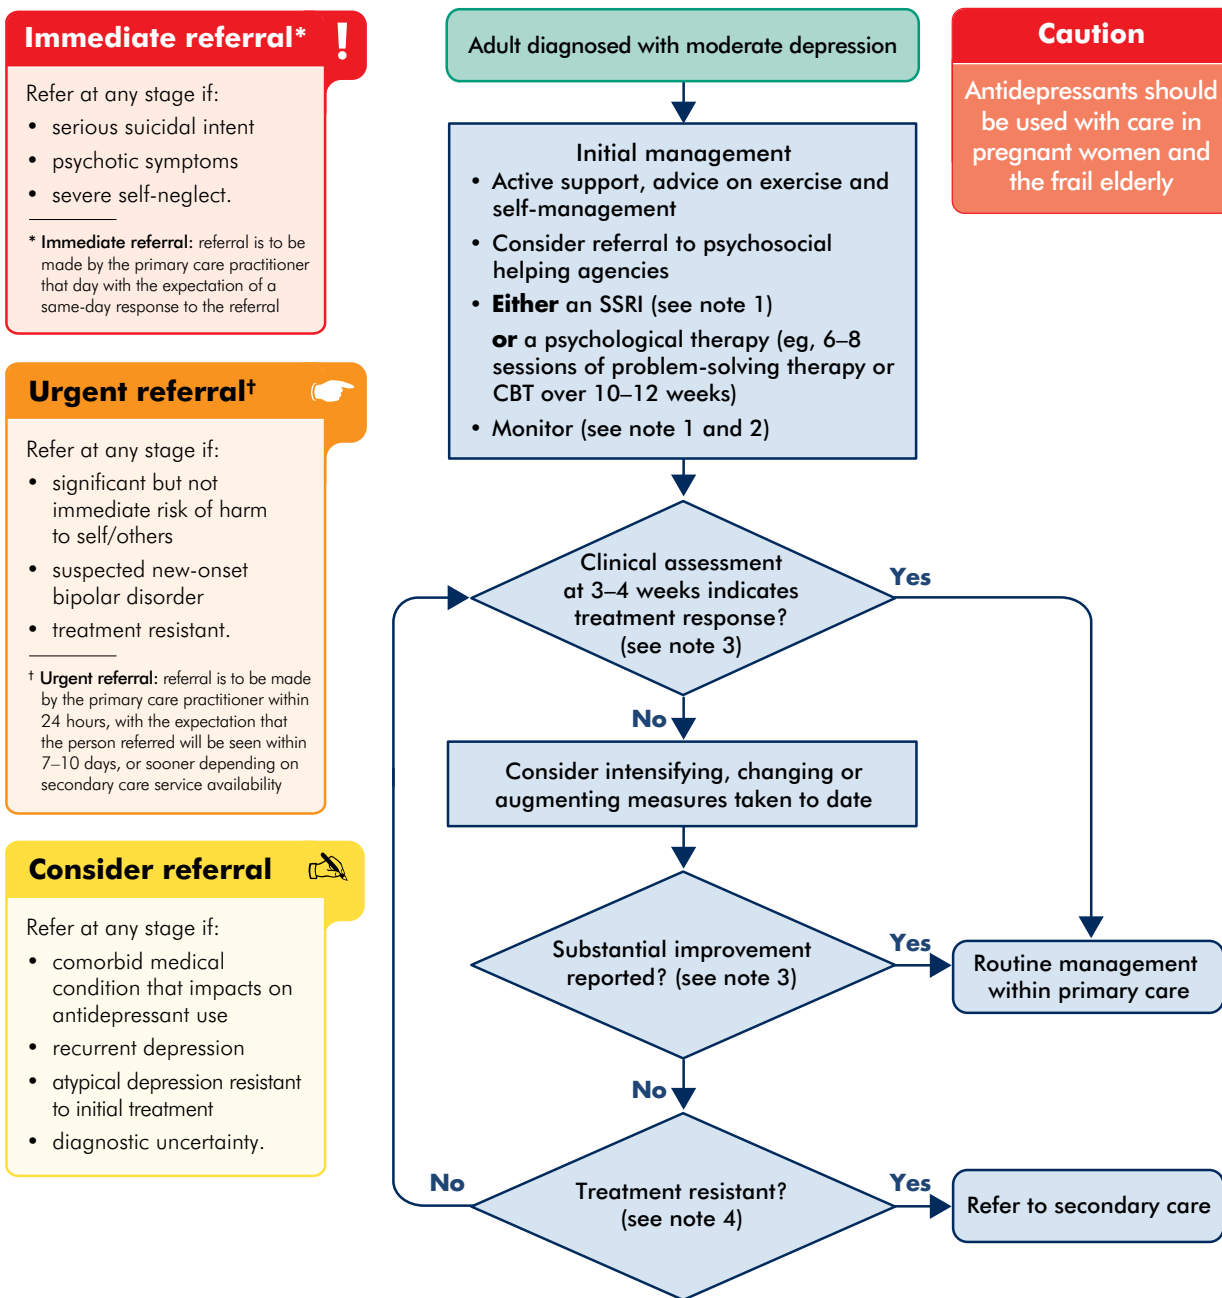 Immediate referral* !
Refer at any stage if:
• serious suicidal intent
• psychotic symptoms
• severe self-neglect.
* Immediate referral: referral is to be
made by the primary care practitioner
that day with the expectation of a
same-day response to the referral
Urgent referral†
Refer at any stage if:
• significant but not
immediate risk of harm
to self/others
• suspected new-onset
bipolar disorder
• treatment resistant.
† Urgent referral: referral is to be made
by the primary care practitioner within
24 hours, with the expectation that
the person referred will be seen within
7–10 days, or sooner depending on
secondary care service availability
Consider referral
Refer at any stage if:
• comorbid medical
condition that impacts on
antidepressant use
• recurrent depression
• atypical depression resistant
to initial treatment
• diagnostic uncertainty.
Adult diagnosed with moderate depression
Initial management
• Active support, advice on exercise and
self-management
• Consider referral to psychosocial
helping agencies
• Either an SSRI (see note 1)
or a psychological therapy (eg, 6–8
sessions of problem-solving therapy or
CBT over 10–12 weeks)
• Monitor (see note 1 and 2)
Clinical assessment
at 3–4 weeks indicates
treatment response?
(see note 3)
Yes
No
Consider intensifying, changing or
augmenting measures taken to date
Substantial improvement
reported? (see note 3)
Yes
Routine management
within primary care
No
Treatment resistant?
(see note 4)
No
Yes
Refer to secondary care
Caution
Antidepressants should
be used with care in
pregnant women and
the frail elderly